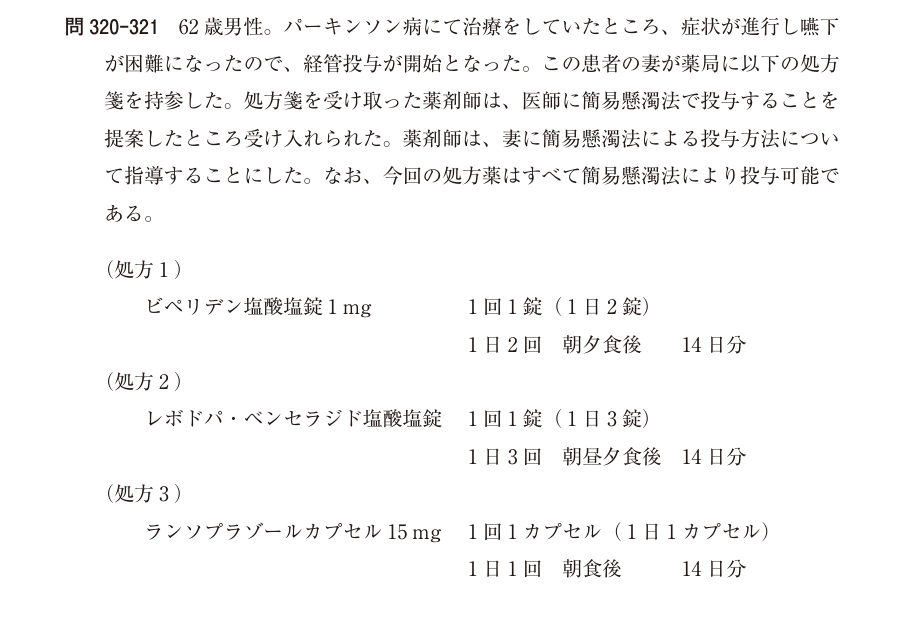 問 320-321　62 歳男性。パーキンソン病にて治療をしていたところ、症状が進行し嚥下
が困難になったので、経管投与が開始となった。この患者の妻が薬局に以下の処方
箋を持参した。処方箋を受け取った薬剤師は、医師に簡易懸濁法で投与することを
提案したところ受け入れられた。薬剤師は、妻に簡易懸濁法による投与方法につい
て指導することにした。なお、今回の処方薬はすべて簡易懸濁法により投与可能で
ある。
（処方１）
ビペリデン塩酸塩錠 1 mg　1 回 1 錠（1 日 2 錠）
1 日 2 回　朝夕食後　14 日分
（処方２）
レボドパ・ベンセラジド塩酸塩錠　1 回 1 錠（1 日 3 錠）
1 日 3 回　朝昼夕食後　14 日分
（処方３）
ランソプラゾールカプセル 15 mg　1 回 1 カプセル（1 日 1 カプセル）
1 日 1 回　朝食後　14 日分